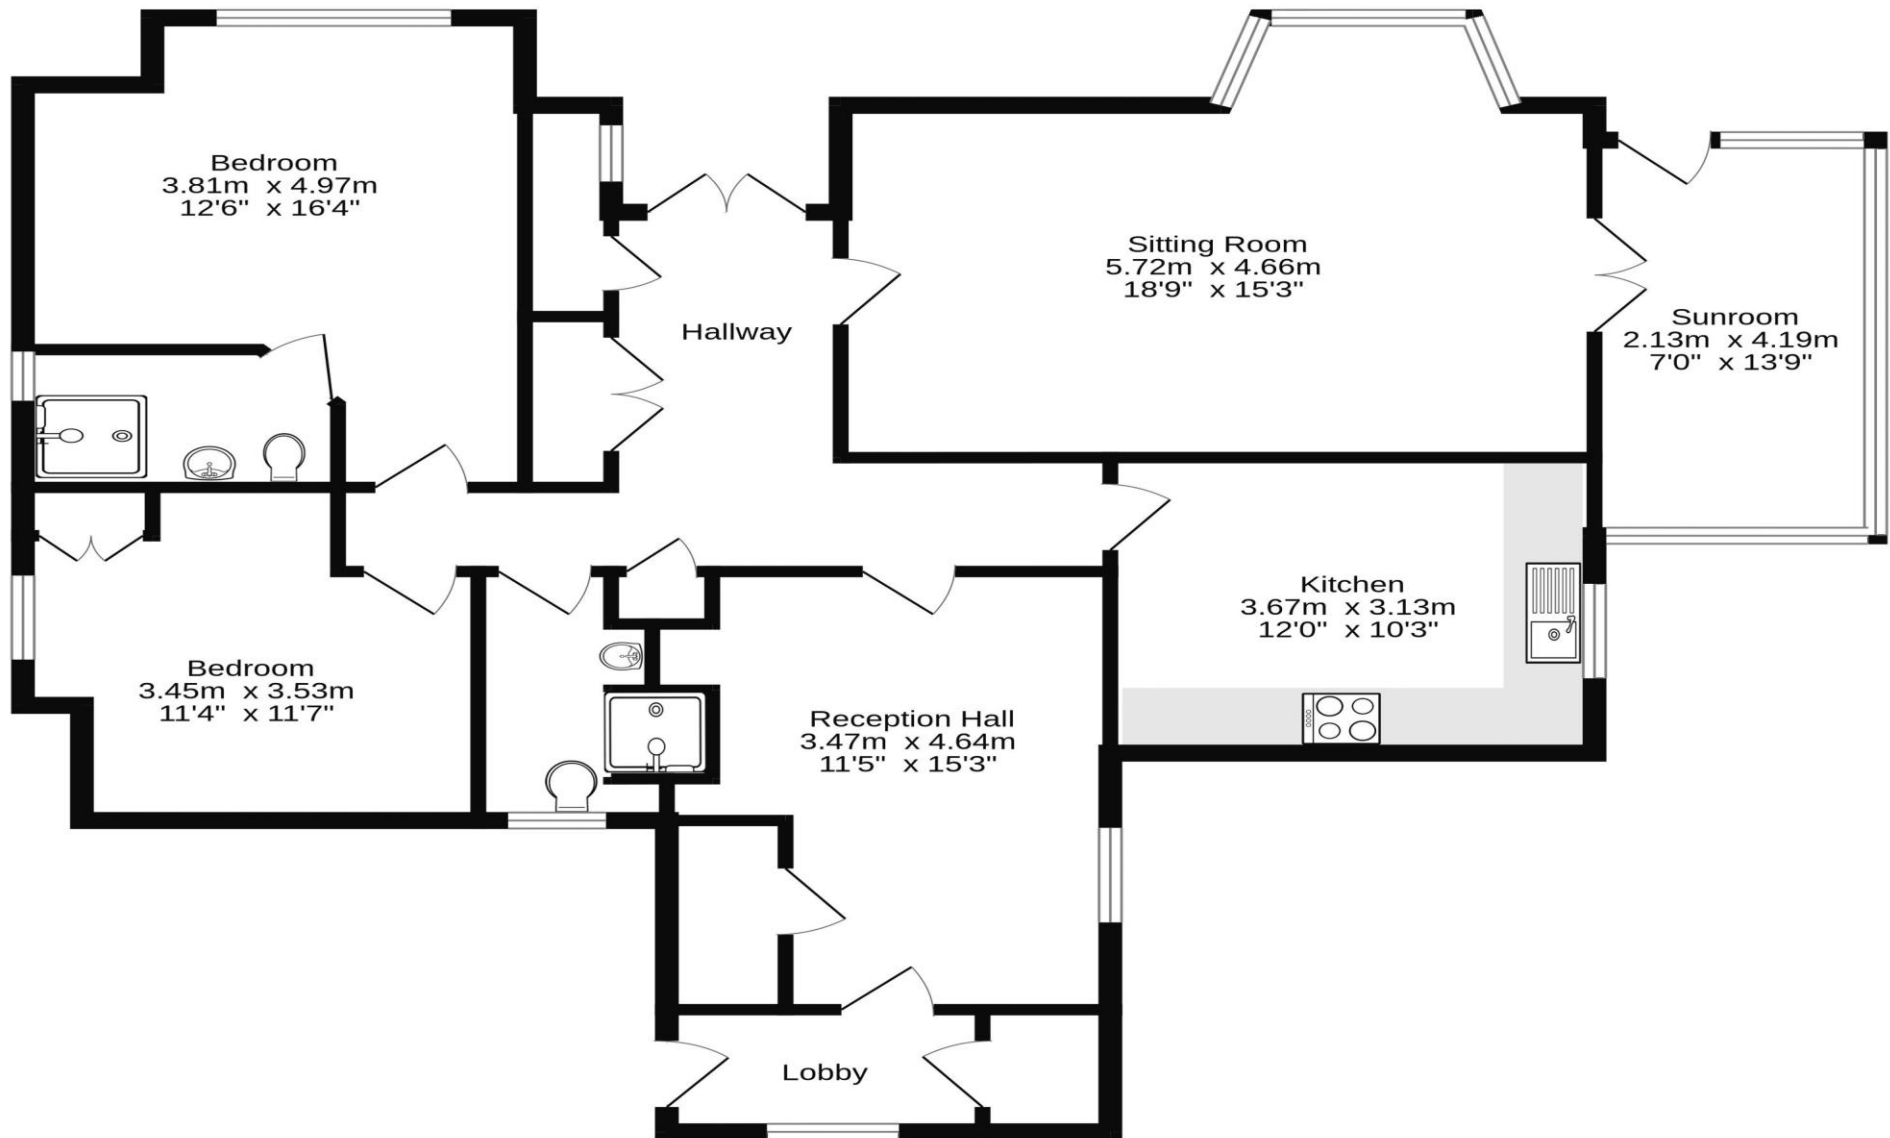 Bedroom
3.81m x 4.97m
12'6" x 16'4"
Sitting Room
5.72m x 4.66m
18'9" x 15'3"
Hallway
Sunroom
2.13m x 4.19m
7'0" x 13'9"
Kitchen
3.67m x 3.13m
12'0" x 10'3"
Bedroom
3.45m x 3.53m
11'4" x 11'7"
Reception Hall
3.47m x 4.64m
11'5" x 15'3"
Lobby